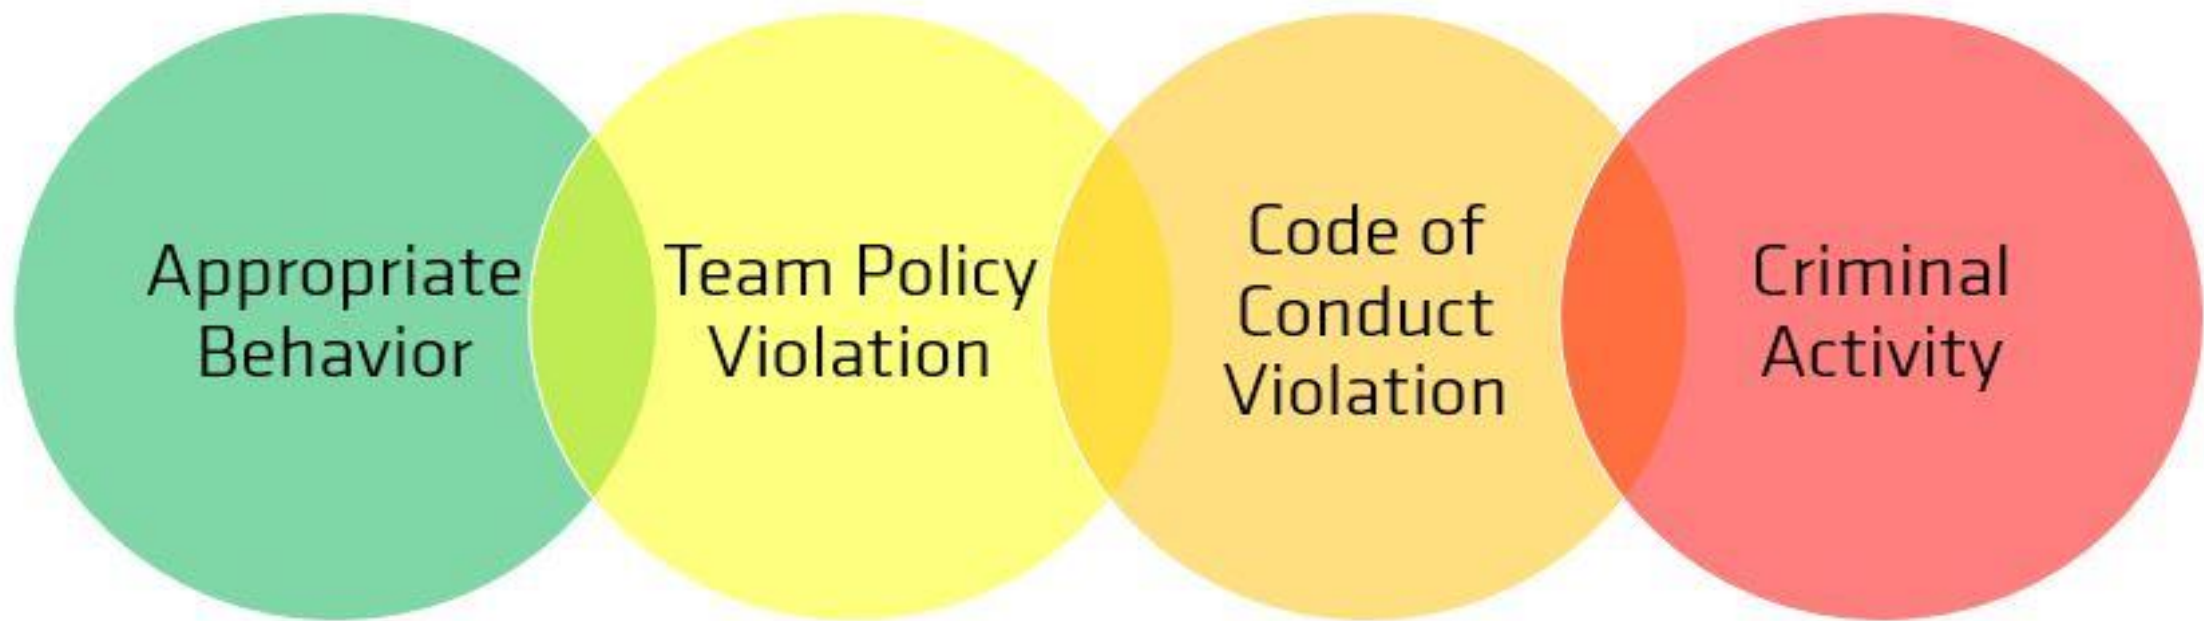 Appropriate
Behavior
Team Policy
Violation
Code of
Conduct
Violation
Criminal
Activity